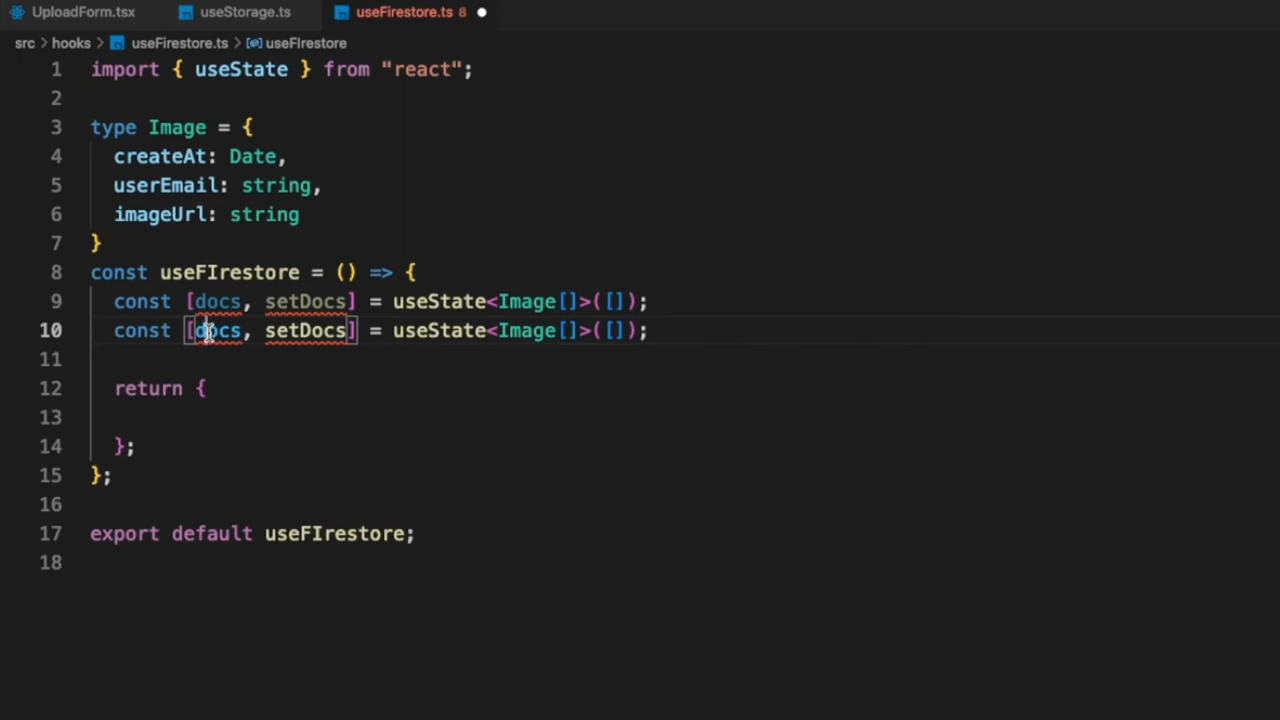 UploadForm.tsx useStorage.ts useFirestore.ts 8
src > hooks > useFirestore.ts > useFIrestore
1 import { useState } from "react";
2
3 type Image = {
4 createAt: Date,
5 userEmail: string,
6 imageUrl: string
7 }
8 const useFIrestore = () => {
9 const [docs, setDocs] = useState<Image[]>([]);
10 const [docs, setDocs] = useState<Image[]>([]);
11
12 return {
13
14 };
15 };
16
17 export default useFIrestore;
18